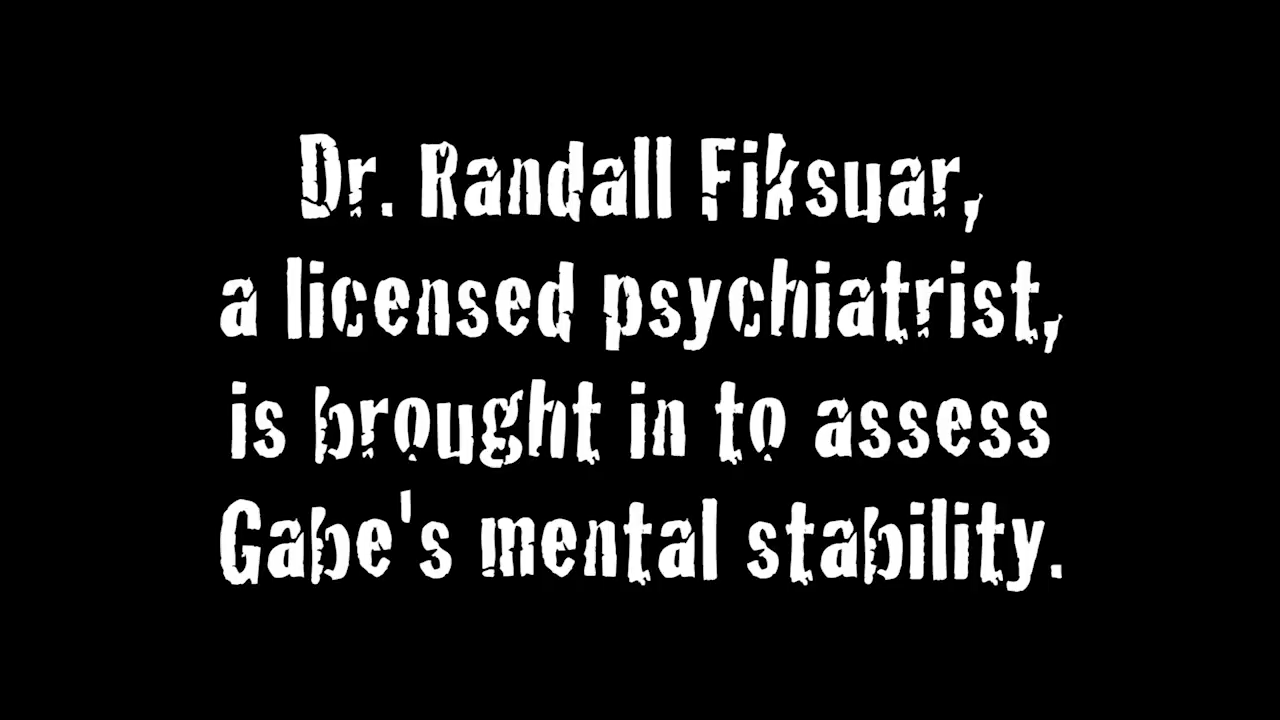 Dr. Randall Fiksuar,
a licensed psychiatrist,
is brought in to assess
Gabe's mental stability.